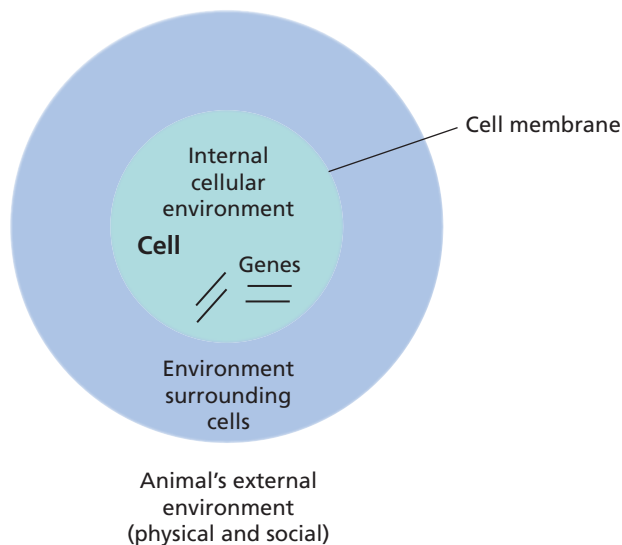 Cell membrane
Internal
cellular
environment
Cell
Genes
Environment
surrounding
cells
Animal’s external
environment
(physical and social)